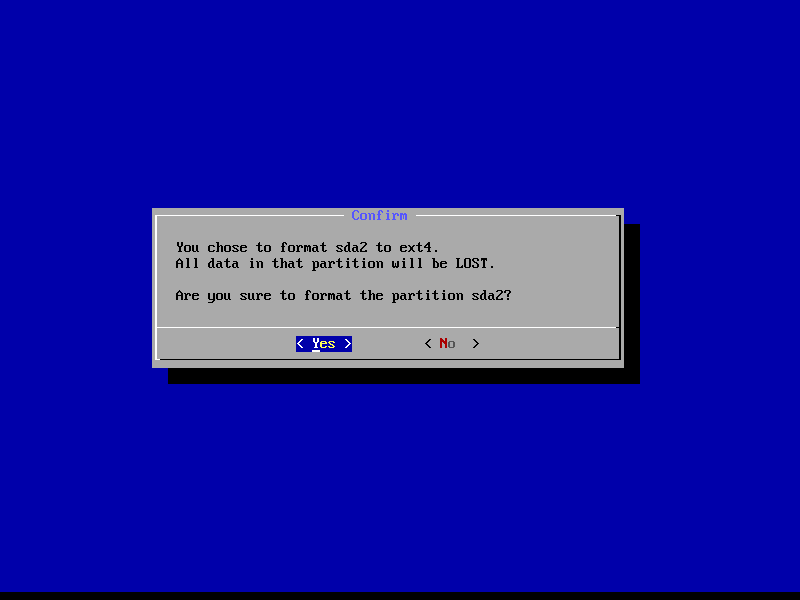 Confirm
You chose to format sda2 to ext4.
All data in that partition will be LOST.
Are you sure to format the partition sda2?
< Yes > < No >